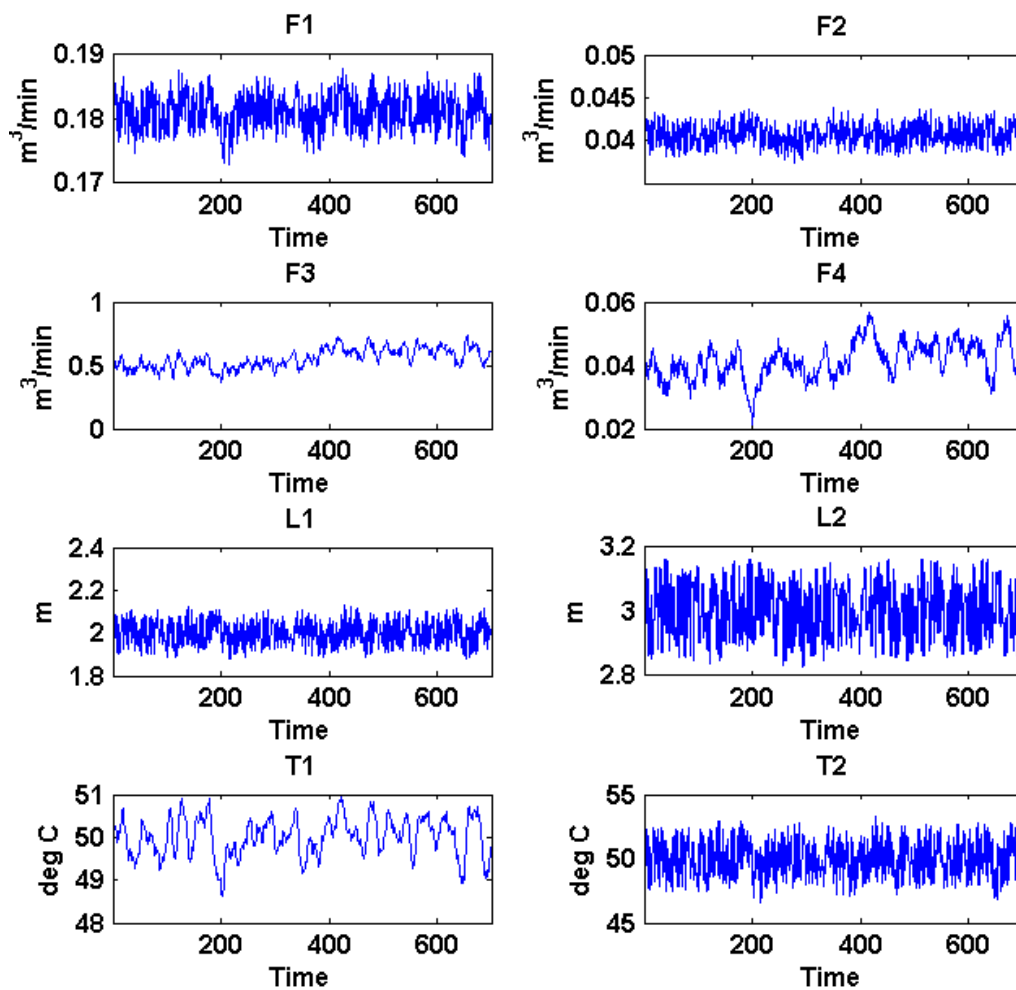 F1
m³/min
0.19
0.18
0.17
200 400 600
Time
F2
m³/min
0.05
0.045
0.04
200 400 600
Time
F3
m³/min
1
0.5
0
200 400 600
Time
F4
m³/min
0.06
0.04
0.02
200 400 600
Time
L1
m
2.4
2.2
2
1.8
200 400 600
Time
L2
m
3.2
3
2.8
200 400 600
Time
T1
deg C
51
50
49
48
200 400 600
Time
T2
deg C
55
50
45
200 400 600
Time